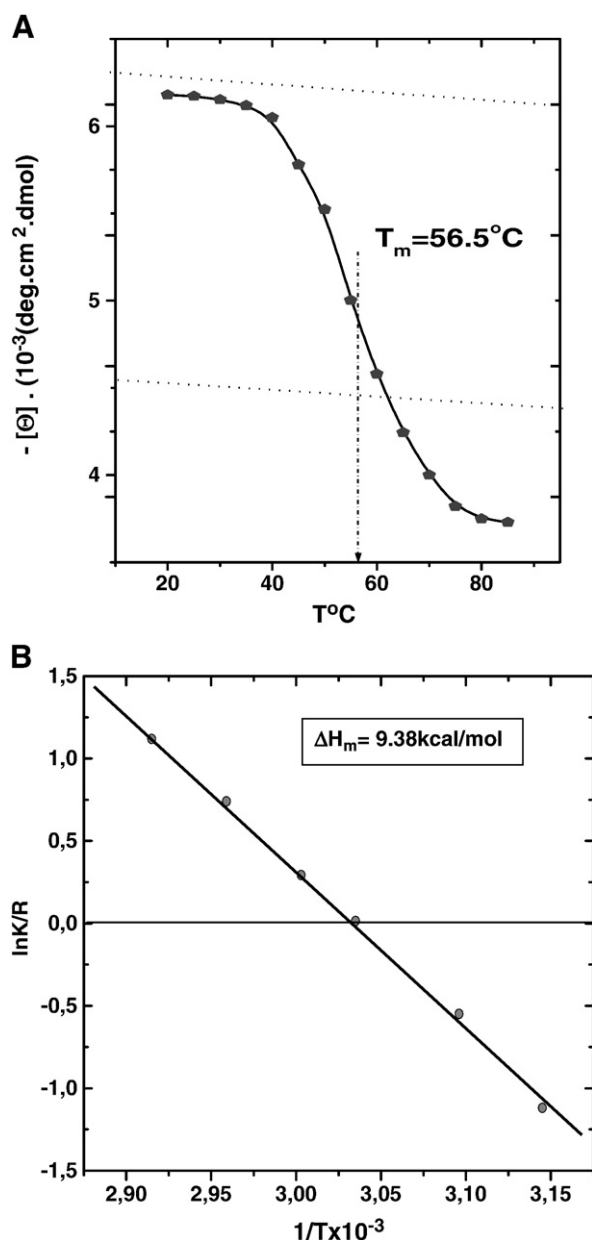 A
- [Θ] . (10⁻³(deg.cm².dmol)
6
5
4
Tₘ=56.5°C
20 40 60 80
T°C
B
lnK/R
1,5
1,0
0,5
0,0
-0,5
-1,0
-1,5
ΔHₘ= 9.38kcal/mol
2,90 2,95 3,00 3,05 3,10 3,15
1/Tx10⁻³